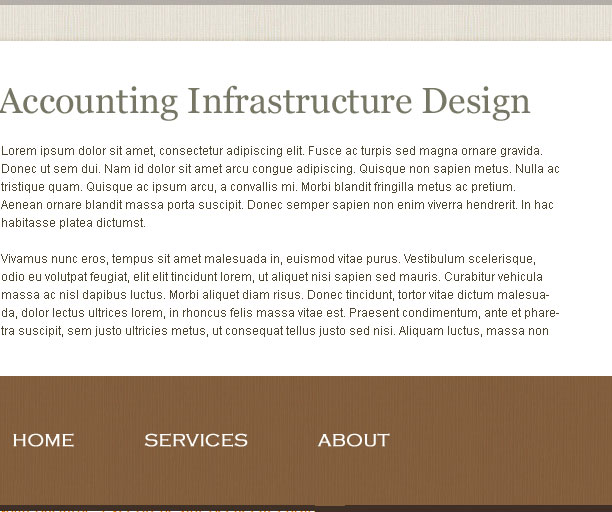 Accounting Infrastructure Design
Lorem ipsum dolor sit amet, consectetur adipiscing elit. Fusce ac turpis sed magna ornare gravida.
Donec ut sem dui. Nam id dolor sit amet arcu congue adipiscing. Quisque non sapien metus. Nulla ac
tristique quam. Quisque ac ipsum arcu, a convallis mi. Morbi blandit fringilla metus ac pretium.
Aenean ornare blandit massa porta suscipit. Donec semper sapien non enim viverra hendrerit. In hac
habitasse platea dictumst.
Vivamus nunc eros, tempus sit amet malesuada in, euismod vitae purus. Vestibulum scelerisque,
odio eu volutpat feugiat, elit elit tincidunt lorem, ut aliquet nisi sapien sed mauris. Curabitur vehicula
massa ac nisl dapibus luctus. Morbi aliquet diam risus. Donec tincidunt, tortor vitae dictum malesua-
da, dolor lectus ultrices lorem, in rhoncus felis massa vitae est. Praesent condimentum, ante et phare-
tra suscipit, sem justo ultricies metus, ut consequat tellus justo sed nisi. Aliquam luctus, massa non
HOME SERVICES ABOUT